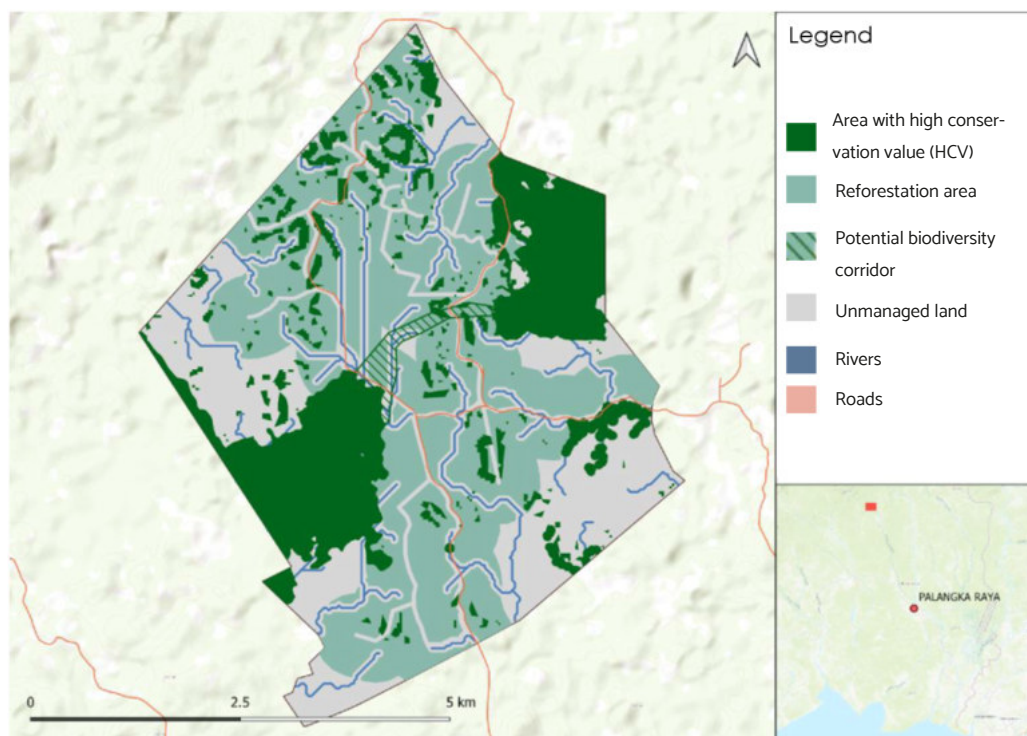 Legend
Area with high conser-
vation value (HCV)
Reforestation area
Potential biodiversity
corridor
Unmanaged land
Rivers
Roads
0
2.5
5 km
PALANGKA RAYA